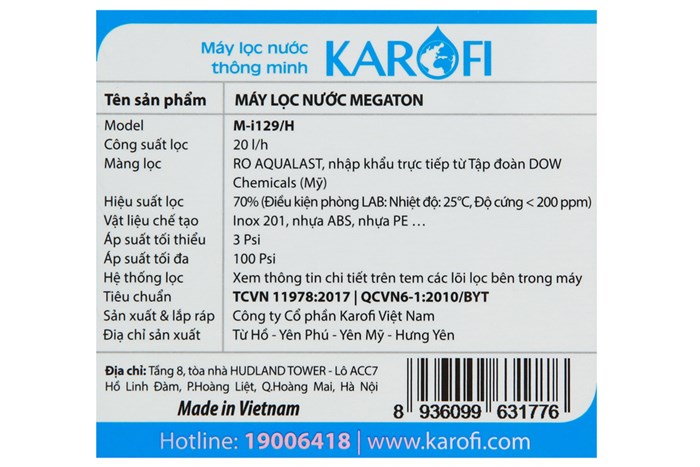 Máy lọc nước
thông minh KAROFI
Tên sản phẩm MÁY LỌC NƯỚC MEGATON
Model M-i129/H
Công suất lọc 20 l/h
Màng lọc RO AQUALAST, nhập khẩu trực tiếp từ Tập đoàn DOW
Chemicals (Mỹ)
Hiệu suất lọc 70% (Điều kiện phòng LAB: Nhiệt độ: 25°C, Độ cứng < 200 ppm)
Vật liệu chế tạo Inox 201, nhựa ABS, nhựa PE ...
Áp suất tối thiểu 3 Psi
Áp suất tối đa 100 Psi
Hệ thống lọc Xem thông tin chi tiết trên tem các lõi lọc bên trong máy
Tiêu chuẩn TCVN 11978:2017 | QCVN6-1:2010/BYT
Sản xuất & lắp ráp Công ty Cổ phần Karofi Việt Nam
Địa chỉ sản xuất Từ Hồ - Yên Phú - Yên Mỹ - Hưng Yên
Địa chỉ: Tầng 8, tòa nhà HUDLAND TOWER - Lô ACC7
Hồ Linh Đàm, P.Hoàng Liệt, Q.Hoàng Mai, Hà Nội
Made in Vietnam
8 936099 631776
Hotline: 19006418 | www.karofi.com